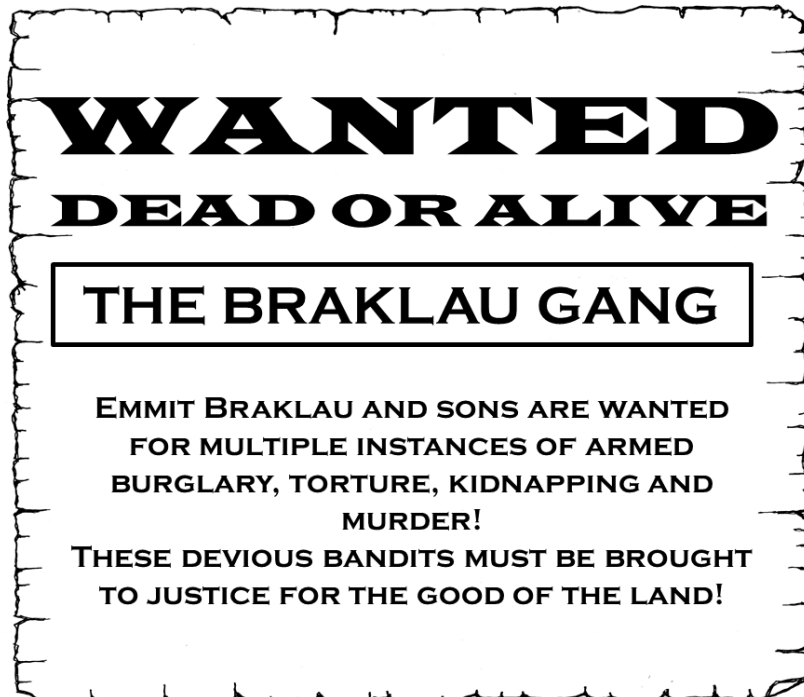 WANTED
DEAD OR ALIVE
THE BRAKLAU GANG
EMMIT BRAKLAU AND SONS ARE WANTED
FOR MULTIPLE INSTANCES OF ARMED
BURGLARY, TORTURE, KIDNAPPING AND
MURDER!
THESE DEVIOUS BANDITS MUST BE BROUGHT
TO JUSTICE FOR THE GOOD OF THE LAND!